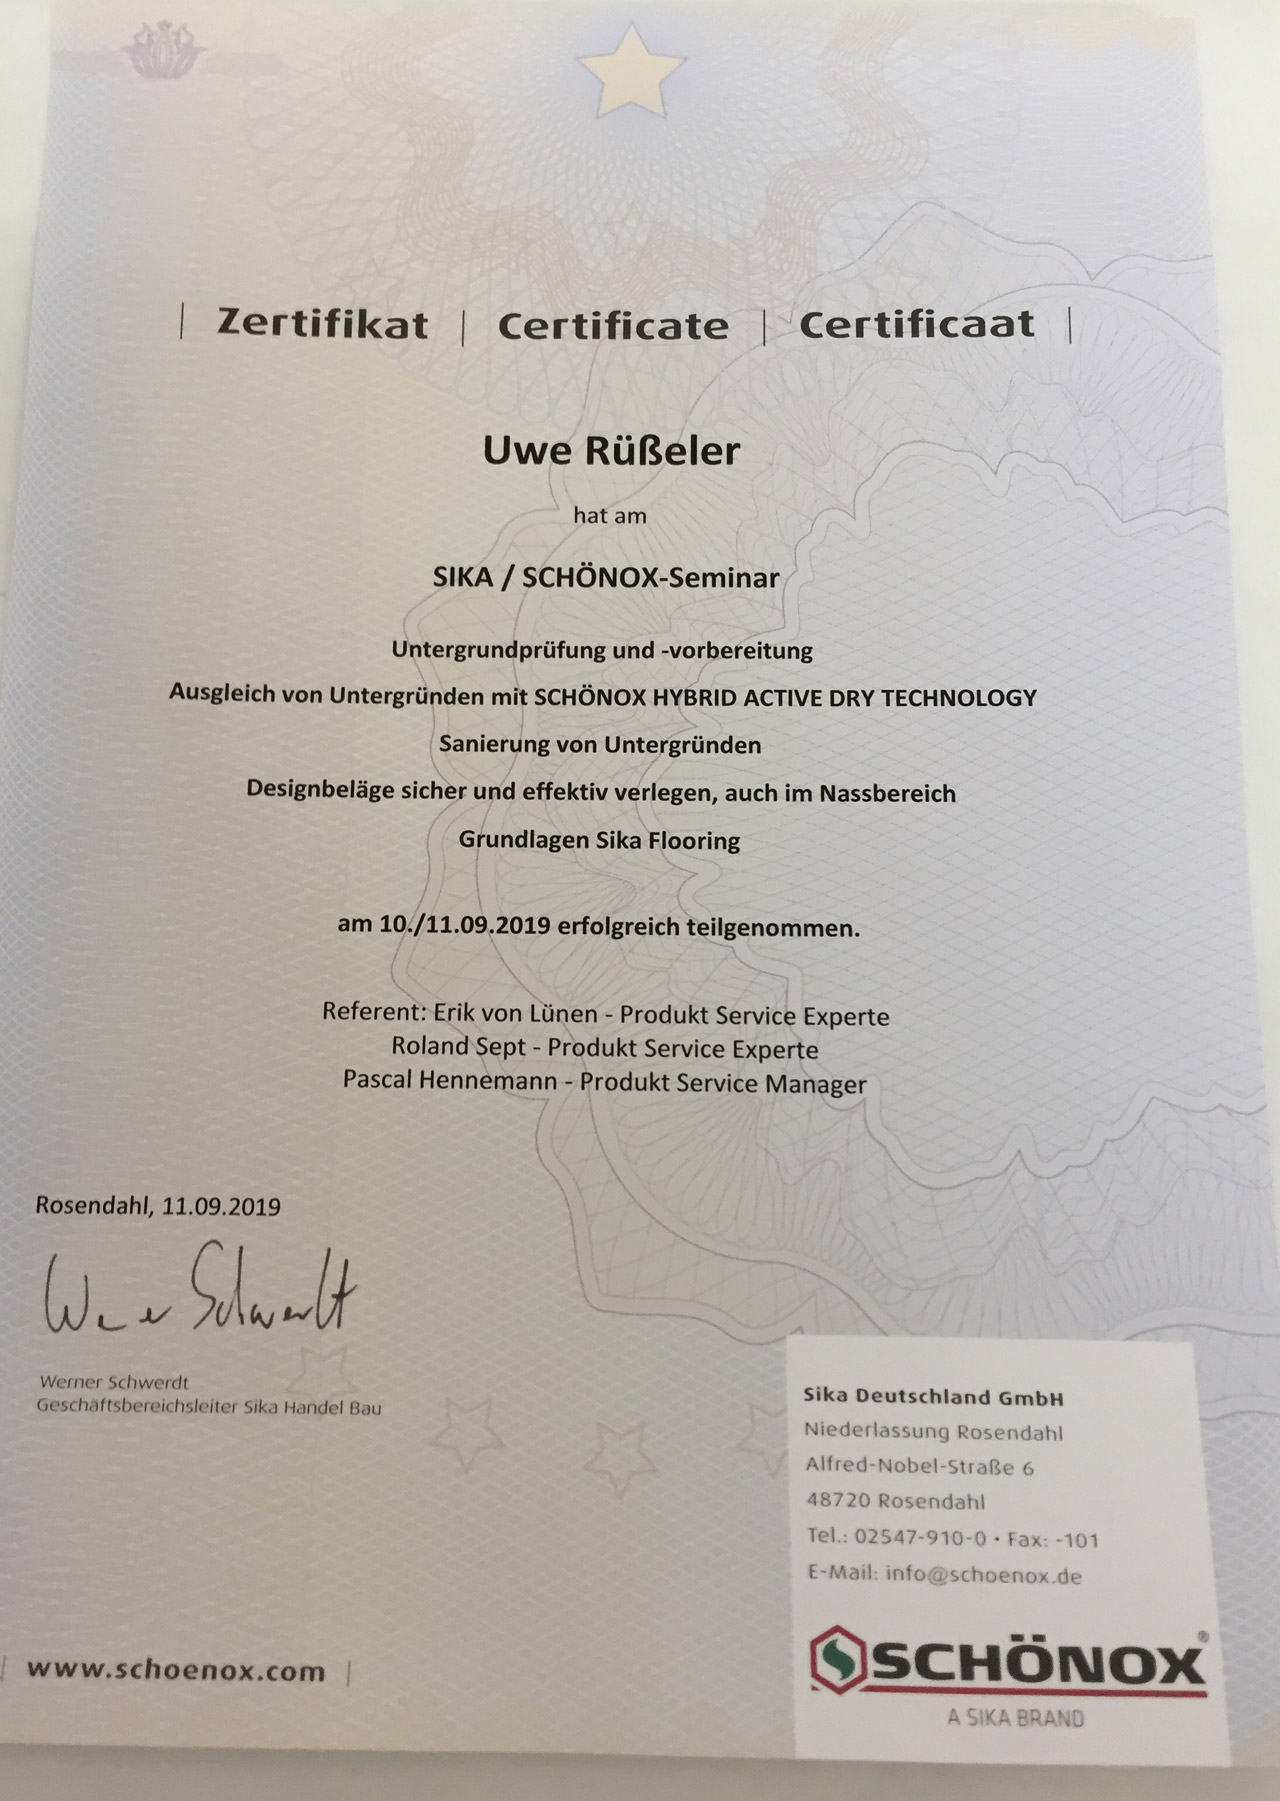 | Zertifikat | Certificate | Certificaat |
Uwe Rüßeler
hat am
SIKA / SCHÖNOX-Seminar
Untergrundprüfung und -vorbereitung
Ausgleich von Untergründen mit SCHÖNOX HYBRID ACTIVE DRY TECHNOLOGY
Sanierung von Untergründen
Designbeläge sicher und effektiv verlegen, auch im Nassbereich
Grundlagen Sika Flooring
am 10./11.09.2019 erfolgreich teilgenommen.
Referent: Erik von Lünen - Produkt Service Experte
Roland Sept - Produkt Service Experte
Pascal Hennemann - Produkt Service Manager
Rosendahl, 11.09.2019
Werner Schwerdt
Werner Schwerdt
Geschäftsbereichsleiter Sika Handel Bau
Sika Deutschland GmbH
Niederlassung Rosendahl
Alfred-Nobel-Straße 6
48720 Rosendahl
Tel.: 02547-910-0 • Fax: -101
E-Mail: info@schoenox.de
| www.schoenox.com |
SCHÖNOX®
A SIKA BRAND